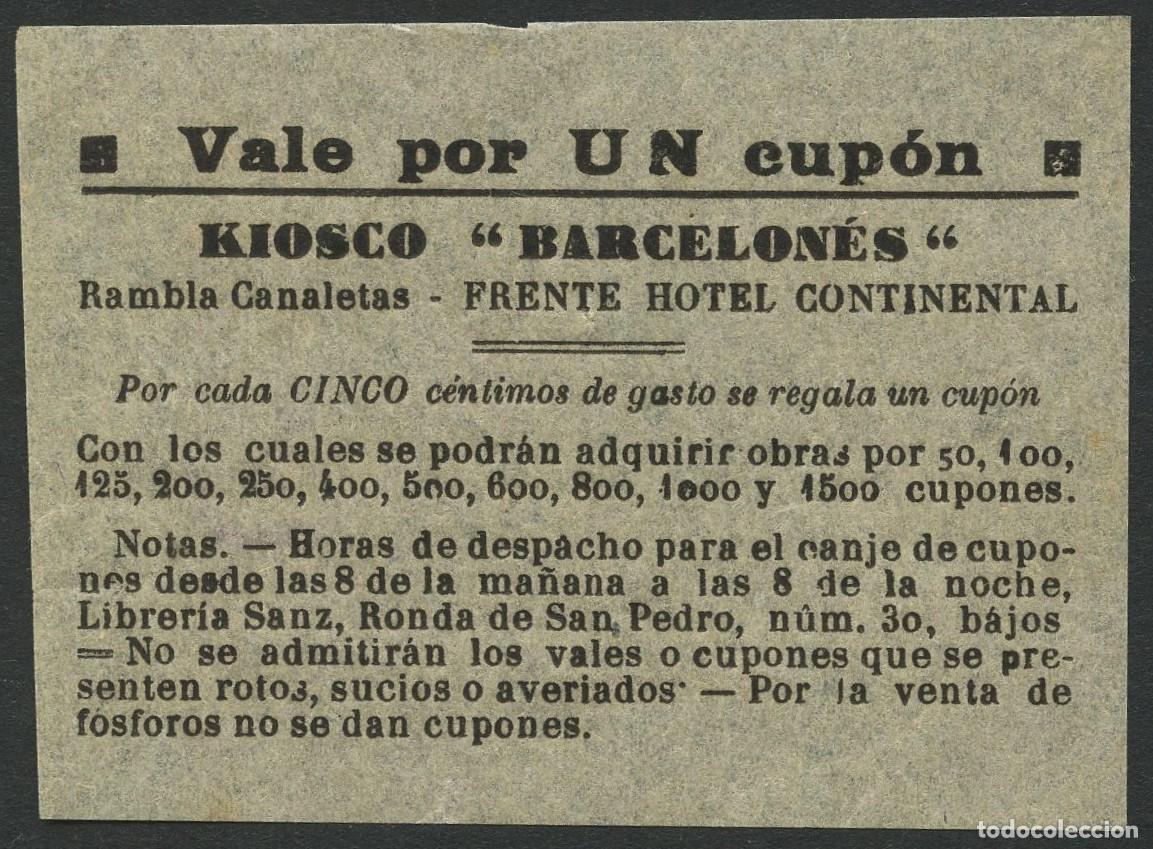 Vale por UN cupón
KIOSCO “BARCELONÉS“
Rambla Canaletas - FRENTE HOTEL CONTINENTAL
Por cada CINCO céntimos de gasto se regala un cupón
Con los cuales se podrán adquirir obras por 50, 100,
125, 200, 250, 400, 500, 600, 800, 1000 y 1500 cupones.
Notas. — Horas de despacho para el canje de cupo-
nes desde las 8 de la mañana a las 8 de la noche,
Librería Sanz, Ronda de San Pedro, núm. 30, bájos
— No se admitirán los vales o cupones que se pre-
senten rotos, sucios o averiados· — Por la venta de
fósforos no se dan cupones.
todocoleccion